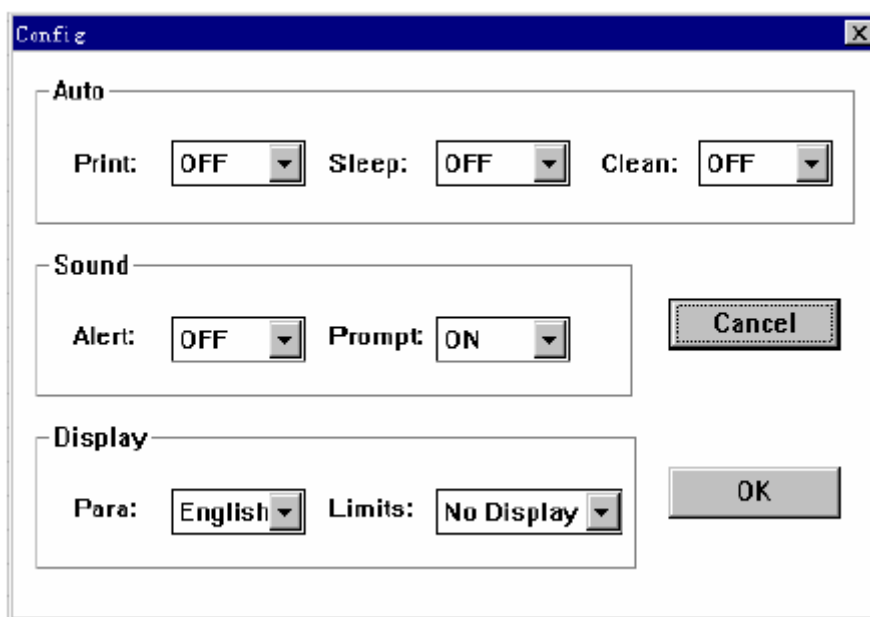 Config
Auto
Print: OFF Sleep: OFF Clean: OFF
Sound
Alert: OFF Prompt: ON
Cancel
Display
Para: English Limits: No Display
OK